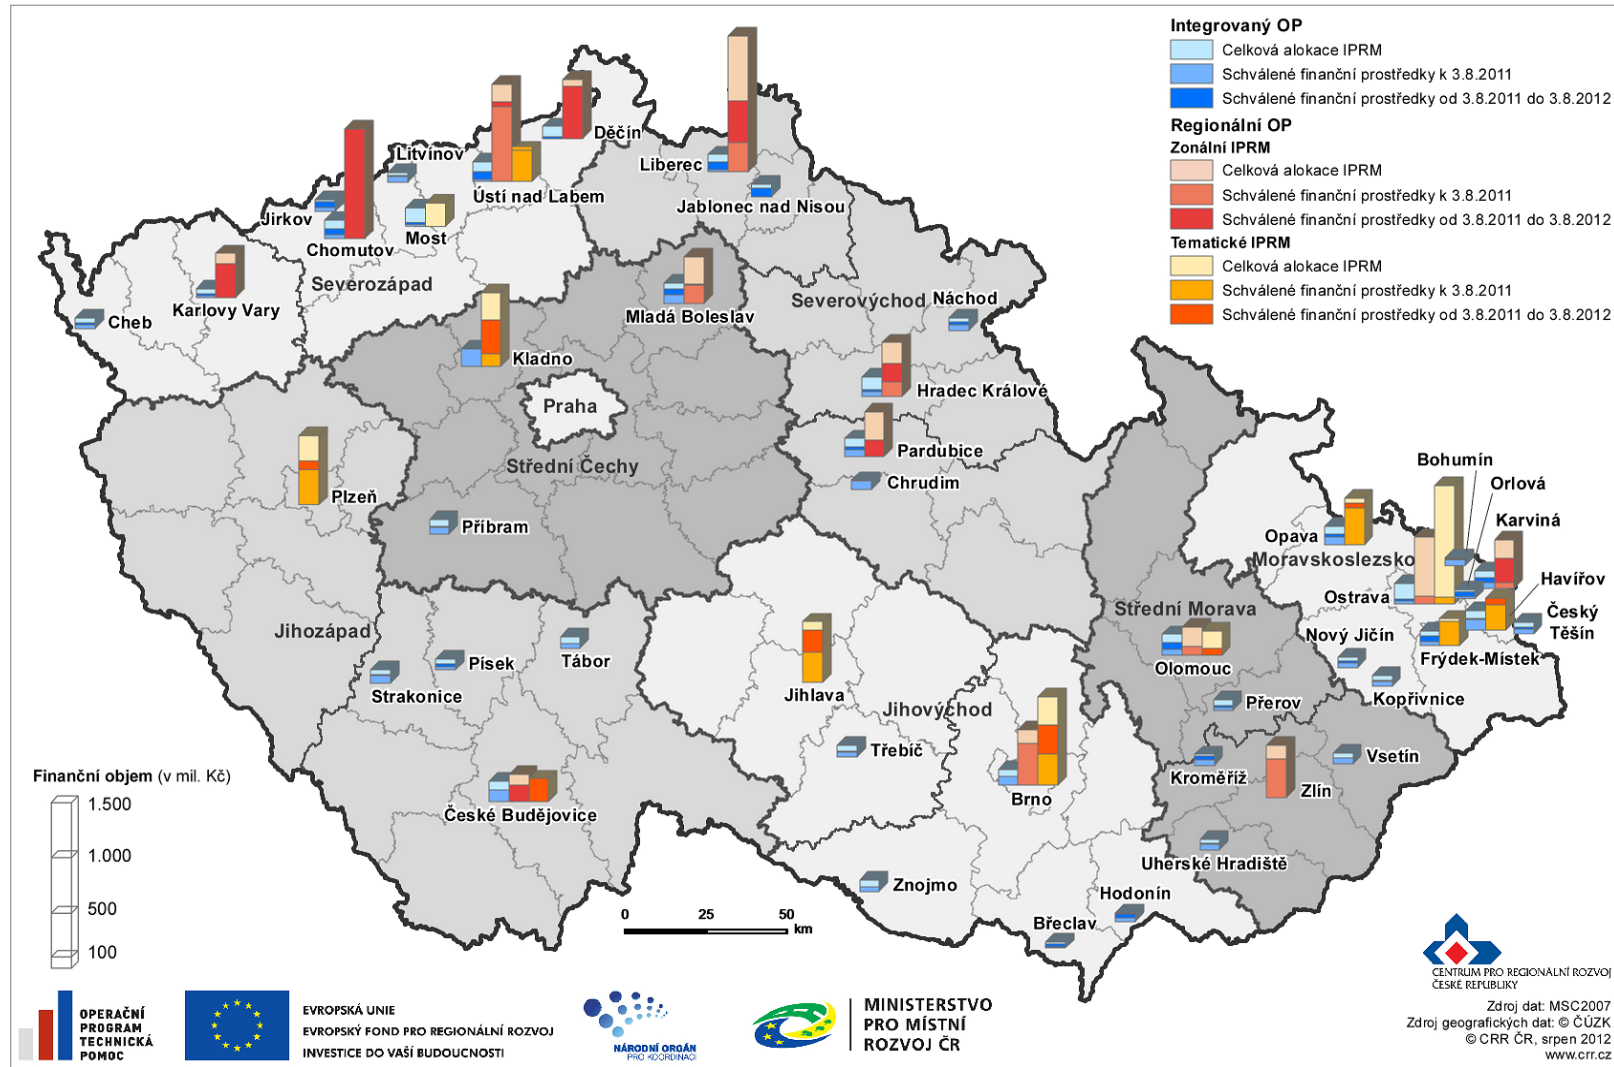 Integrovaný OP
Celková alokace IPRM
Schválené finanční prostředky k 3.8.2011
Schválené finanční prostředky od 3.8.2011 do 3.8.2012
Regionální OP
Zonální IPRM
Celková alokace IPRM
Schválené finanční prostředky k 3.8.2011
Schválené finanční prostředky od 3.8.2011 do 3.8.2012
Tematické IPRM
Celková alokace IPRM
Schválené finanční prostředky k 3.8.2011
Schválené finanční prostředky od 3.8.2011 do 3.8.2012
Děčín
Litvínov
Liberec
Ústí nad Labem
Jablonec nad Nisou
Jirkov
Most
Chomutov
Severozápad
Karlovy Vary
Cheb
Mladá Boleslav
Severovýchod
Náchod
Kladno
Hradec Králové
Praha
Pardubice
Střední Čechy
Chrudim
Plzeň
Příbram
Bohumín
Orlová
Karviná
Opava
Moravskoslezsko
Havířov
Ostrava
Český
Těšín
Střední Morava
Nový Jičín
Frýdek-Místek
Jihozápad
Písek
Tábor
Strakonice
Olomouc
Kopřivnice
Jihlava
Jihovýchod
Přerov
Třebíč
Vsetín
Kroměříž
Zlín
Brno
České Budějovice
Uherské Hradiště
Znojmo
Hodonín
Břeclav
Finanční objem (v mil. Kč)
1.500
1.000
500
100
0 25 50
km
OPERAČNÍ
PROGRAM
TECHNICKÁ
POMOC
EVROPSKÁ UNIE
EVROPSKÝ FOND PRO REGIONÁLNÍ ROZVOJ
INVESTICE DO VAŠÍ BUDOUCNOSTI
NÁRODNÍ ORGÁN
PRO KOORDINACI
MINISTERSTVO
PRO MÍSTNÍ
ROZVOJ ČR
CENTRUM PRO REGIONÁLNÍ ROZVOJ
ČESKÉ REPUBLIKY
Zdroj dat: MSC2007
Zdroj geografických dat: © ČÚZK
© CRR ČR, srpen 2012
www.crr.cz